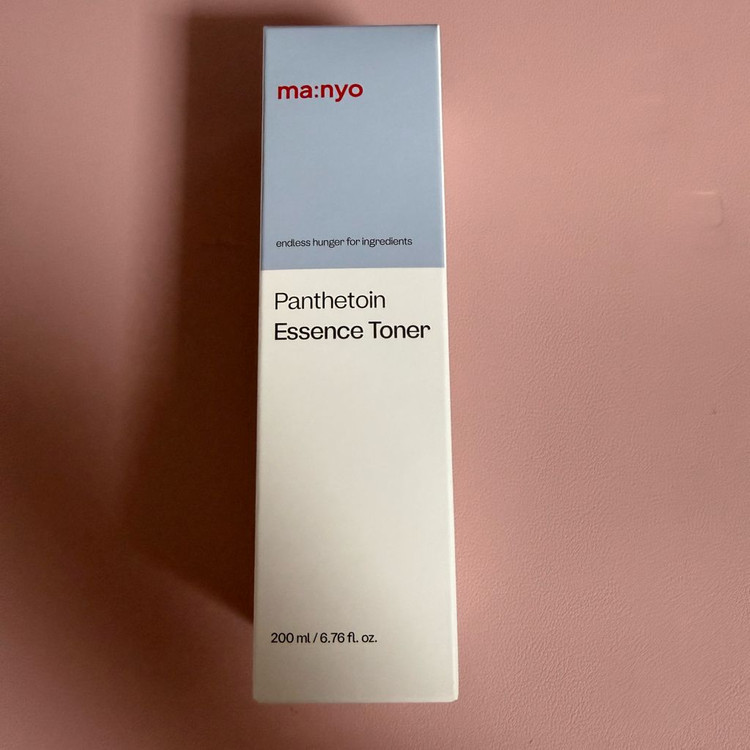 ma:nyo
endless hunger for ingredients
Panthetoin
Essence Toner
200 ml / 6.76 fl. oz.